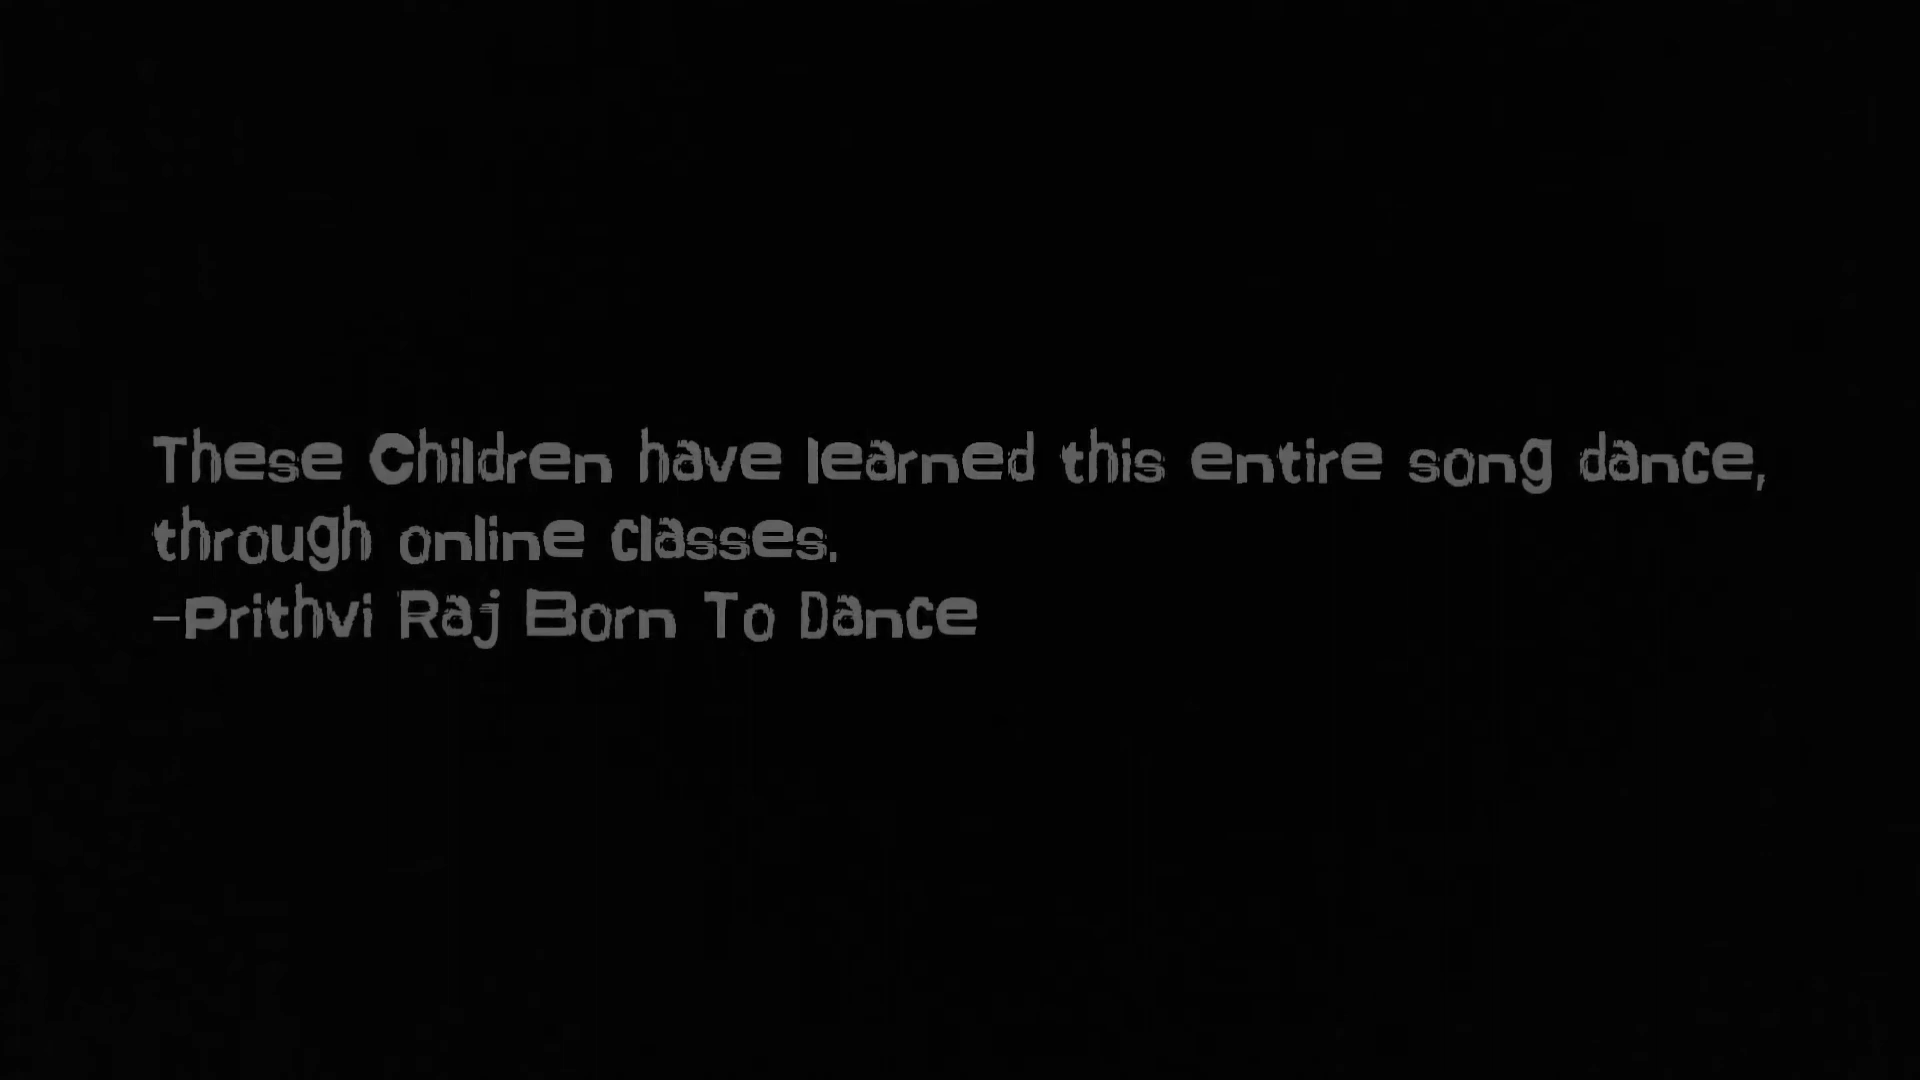 These Children have learned this entire song dance,
through online classes.
-Prithvi Raj Born To Dance